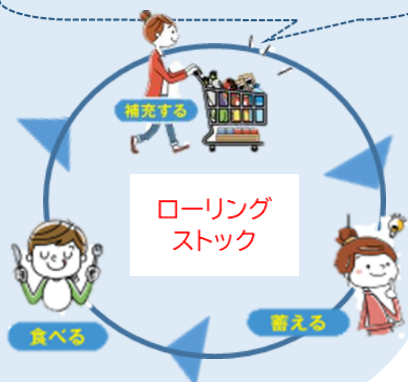 補充する
ローリング
ストック
蓄える
食べる